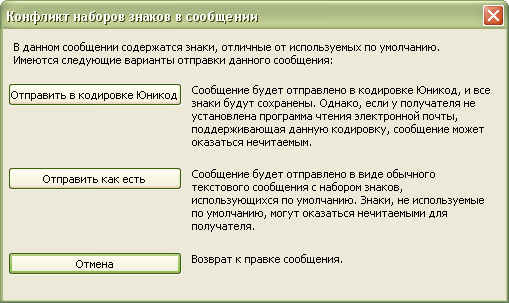 Конфликт наборов знаков в сообщении
В данном сообщении содержатся знаки, отличные от используемых по умолчанию.
Имеются следующие варианты отправки данного сообщения:
Отправить в кодировке Юникод
Сообщение будет отправлено в кодировке Юникод, и все
знаки будут сохранены. Однако, если у получателя не
установлена программа чтения электронной почты,
поддерживающая данную кодировку, сообщение может
оказаться нечитаемым.
Отправить как есть
Сообщение будет отправлено в виде обычного
текстового сообщения с набором знаков,
использующихся по умолчанию. Знаки, не используемые
по умолчанию, могут оказаться нечитаемыми для
получателя.
Отмена
Возврат к правке сообщения.